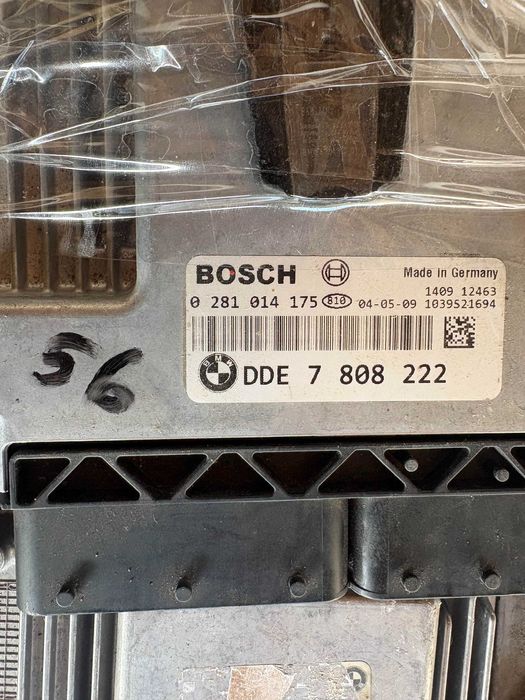 BOSCH Made in Germany
1409 12463
0 281 014 175 810 04-05-09 1039S21694
BMW DDE 7 808 222
56